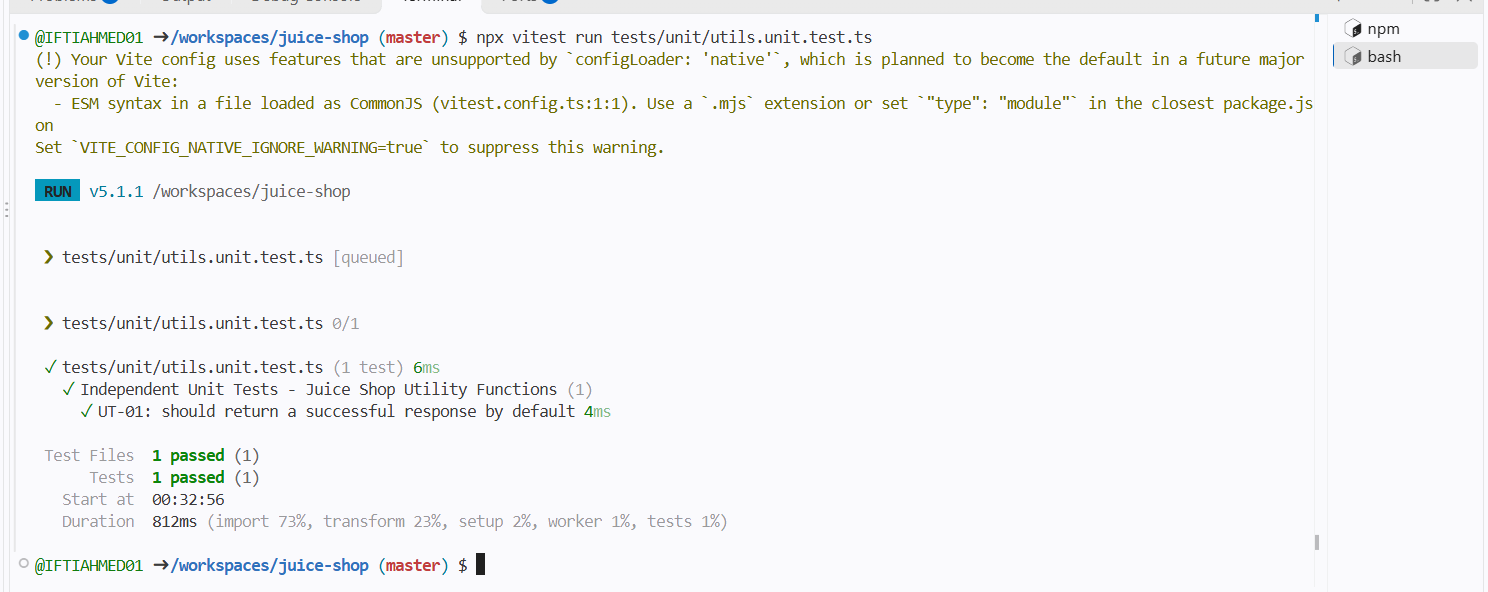 Problems Output Debug Console Terminal Ports
@IFTIAHMED01 ➜/workspaces/juice-shop (master) $ npx vitest run tests/unit/utils.unit.test.ts
(!) Your Vite config uses features that are unsupported by `configLoader: 'native'`, which is planned to become the default in a future major
version of Vite:
- ESM syntax in a file loaded as CommonJS (vitest.config.ts:1:1). Use a `.mjs` extension or set `"type": "module"` in the closest package.js
on
Set `VITE_CONFIG_NATIVE_IGNORE_WARNING=true` to suppress this warning.
RUN v5.1.1 /workspaces/juice-shop
❯ tests/unit/utils.unit.test.ts [queued]
❯ tests/unit/utils.unit.test.ts 0/1
✓ tests/unit/utils.unit.test.ts (1 test) 6ms
✓ Independent Unit Tests - Juice Shop Utility Functions (1)
✓ UT-01: should return a successful response by default 4ms
Test Files 1 passed (1)
Tests 1 passed (1)
Start at 00:32:56
Duration 812ms (import 73%, transform 23%, setup 2%, worker 1%, tests 1%)
@IFTIAHMED01 ➜/workspaces/juice-shop (master) $
npm
bash